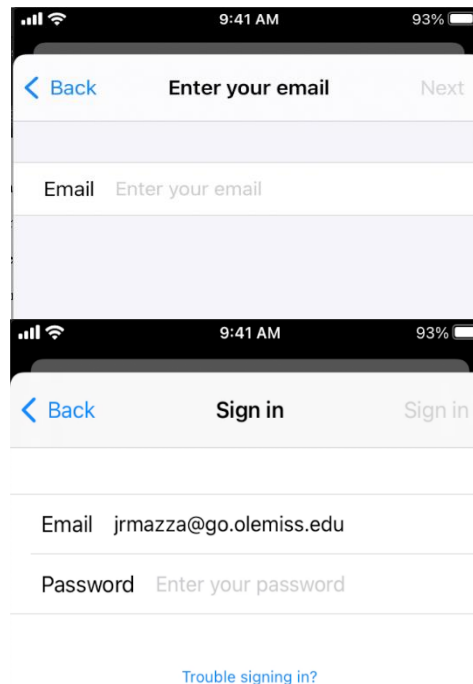 9:41 AM 93%
Back Enter your email Next
Email Enter your email
9:41 AM 93%
Back Sign in Sign in
Email jrmazza@go.olemiss.edu
Password Enter your password
Trouble signing in?